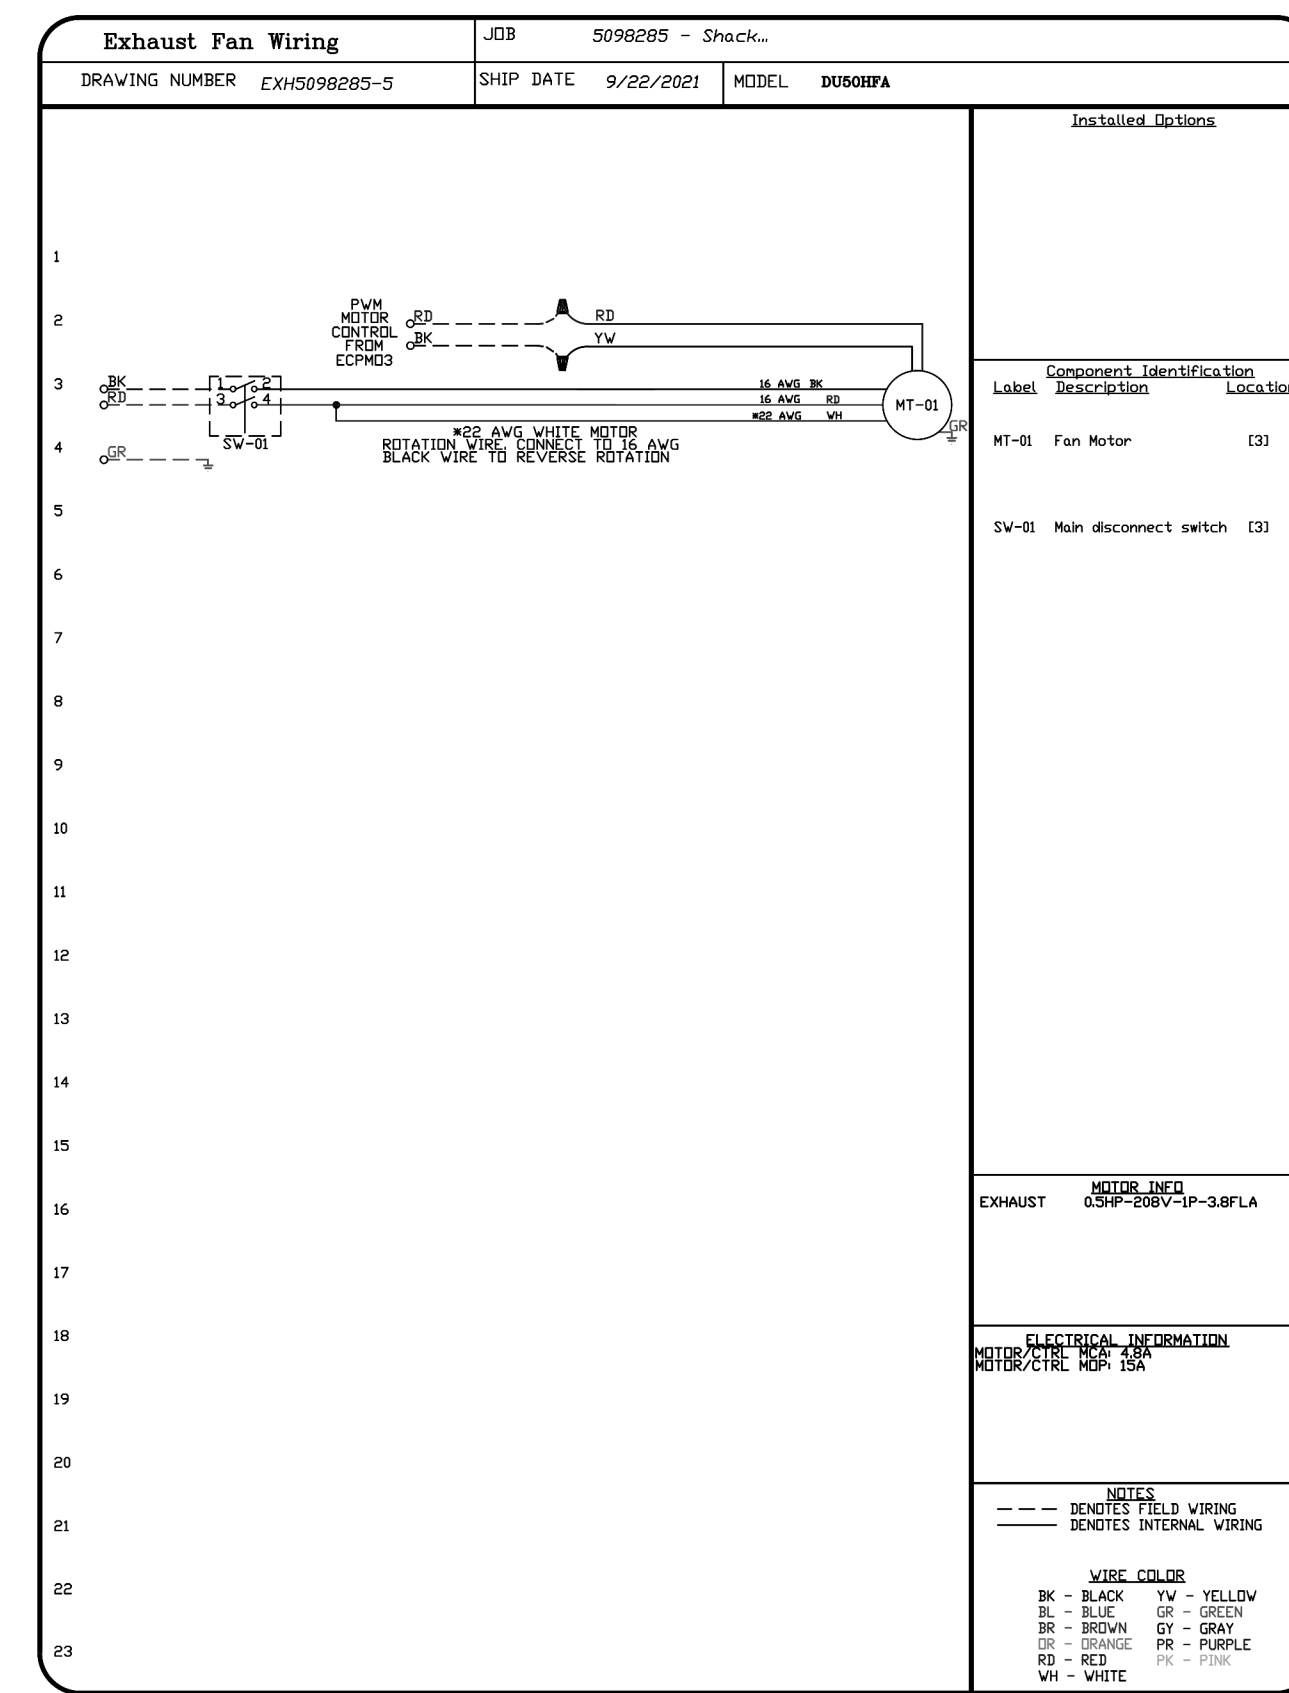 Exhaust Fan Wiring
JOB 5098285 - Shack...
DRAWING NUMBER EXH5098285-5
SHIP DATE 9/22/2021
MODEL DU50HFA
Installed Options
1
2
PWM
MOTOR
CONTROL
FROM
ECPM03
RD
BK
RD
YW
3
BK
RD
1 2
3 4
SW-01
16 AWG BK
16 AWG RD
*22 AWG WH
MT-01
GR
*22 AWG WHITE MOTOR
ROTATION WIRE. CONNECT TO 16 AWG
BLACK WIRE TO REVERSE ROTATION
4
GR
5
6
7
8
9
10
11
12
13
14
15
16
17
18
19
20
21
22
23
Component Identification
Label Description Location
MT-01 Fan Motor [3]
SW-01 Main disconnect switch [3]
MOTOR INFO
EXHAUST 0.5HP-208V-1P-3.8FLA
ELECTRICAL INFORMATION
MOTOR/CTRL MCA: 4.8A
MOTOR/CTRL MOP: 15A
NOTES
DENOTES FIELD WIRING
DENOTES INTERNAL WIRING
WIRE COLOR
BK - BLACK YW - YELLOW
BL - BLUE GR - GREEN
BR - BROWN GY - GRAY
OR - ORANGE PR - PURPLE
RD - RED PK - PINK
WH - WHITE